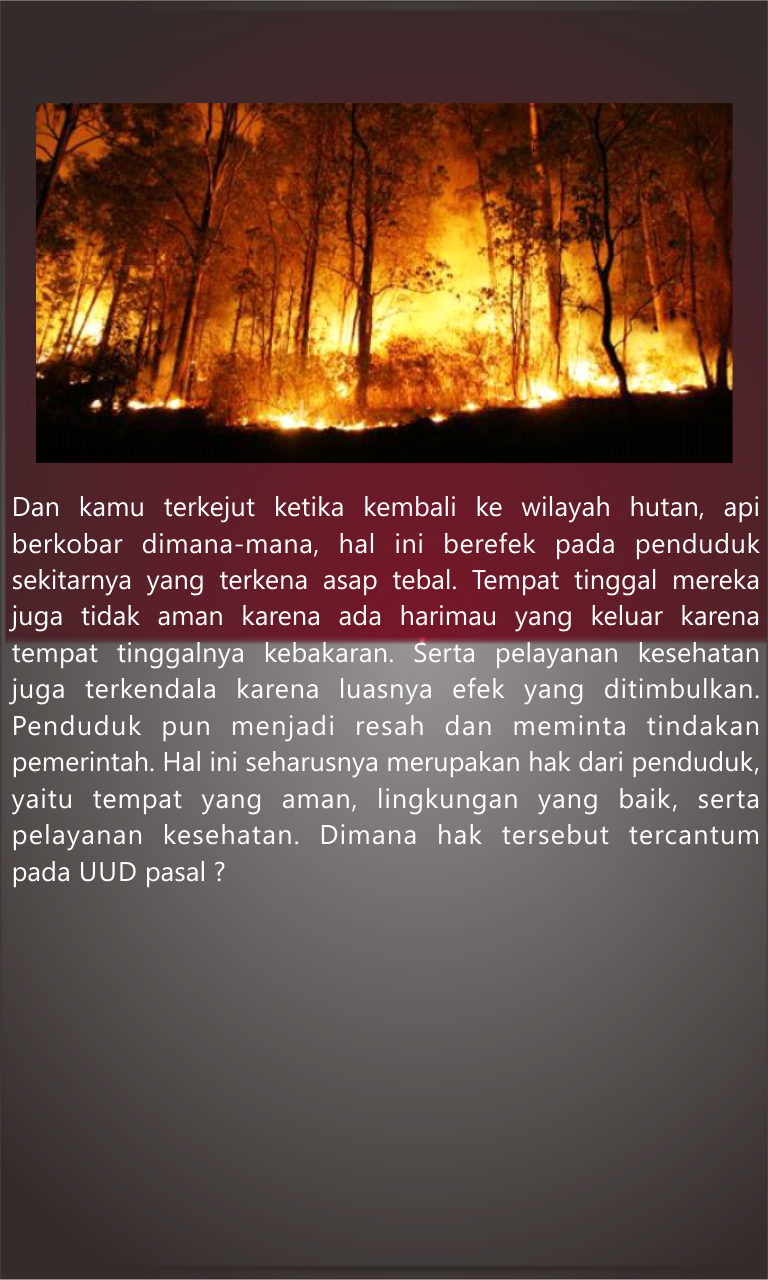 Dan kamu terkejut ketika kembali ke wilayah hutan, api
berkobar dimana-mana, hal ini berefek pada penduduk
sekitarnya yang terkena asap tebal. Tempat tinggal mereka
juga tidak aman karena ada harimau yang keluar karena
tempat tinggalnya kebakaran. Serta pelayanan kesehatan
juga terkendala karena luasnya efek yang ditimbulkan.
Penduduk pun menjadi resah dan meminta tindakan
pemerintah. Hal ini seharusnya merupakan hak dari penduduk,
yaitu tempat yang aman, lingkungan yang baik, serta
pelayanan kesehatan. Dimana hak tersebut tercantum
pada UUD pasal ?